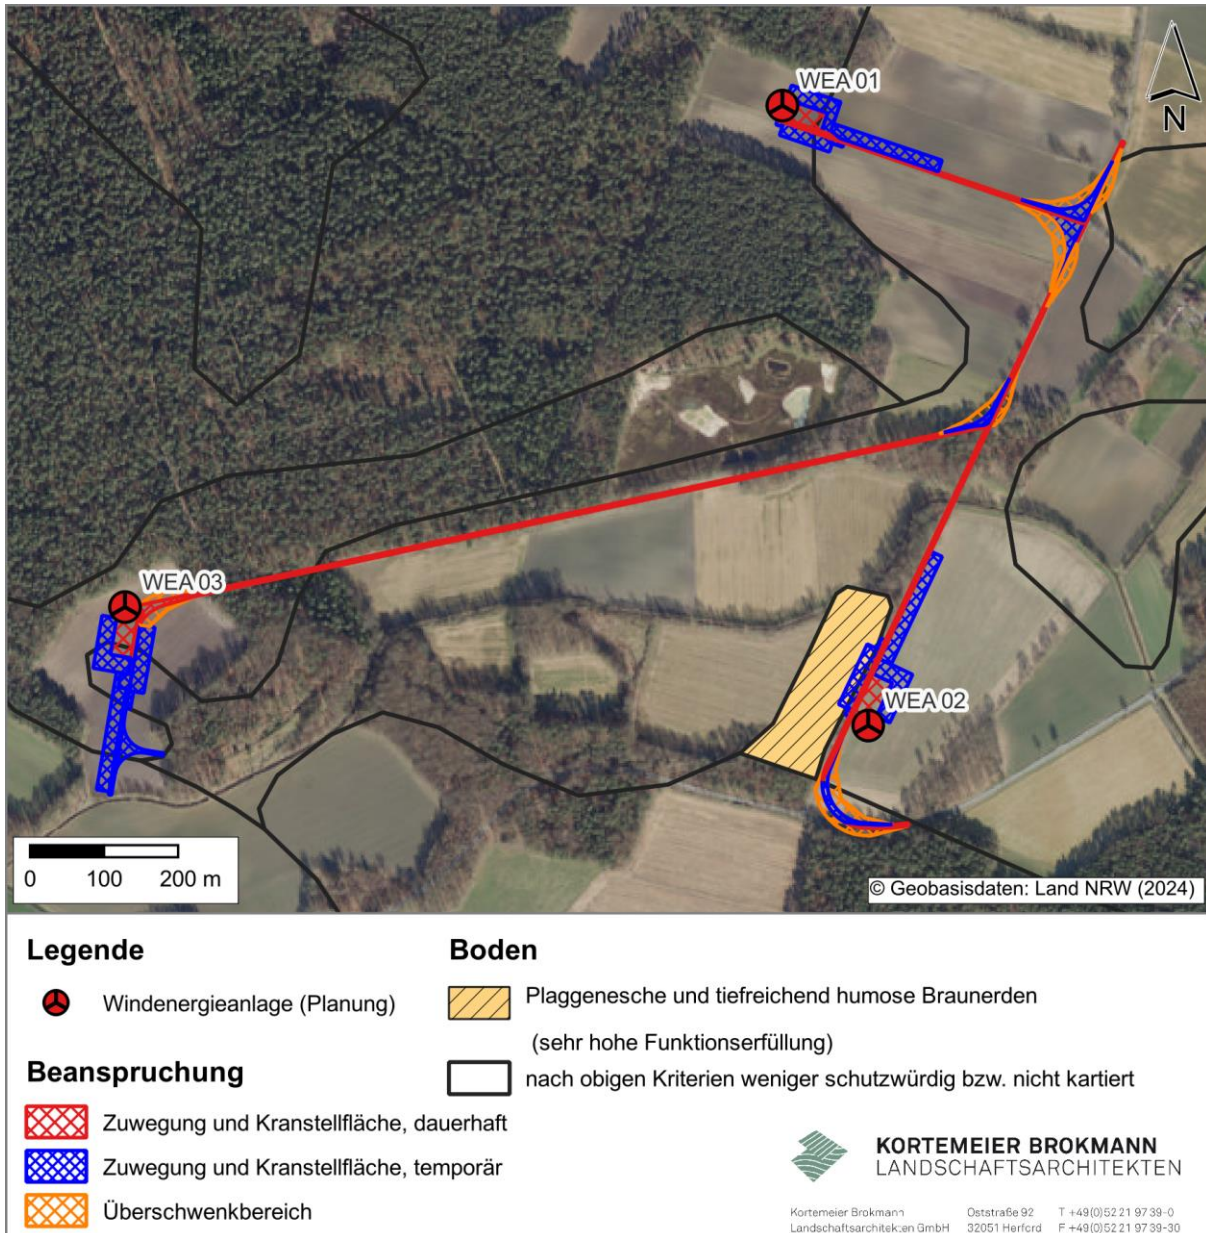 WEA 01
N
WEA 03
WEA 02
0 100 200 m
© Geobasisdaten: Land NRW (2024)
Legende
Windenergieanlage (Planung)
Beanspruchung
Zuwegung und Kranstellfläche, dauerhaft
Zuwegung und Kranstellfläche, temporär
Überschwenkbereich
Boden
Plaggenesche und tiefreichend humose Braunerden
(sehr hohe Funktionserfüllung)
nach obigen Kriterien weniger schutzwürdig bzw. nicht kartiert
KORTEMEIER BROKMANN
LANDSCHAFTSARCHITEKTEN
Kortemeier Brokmann Oststraße 92 T +49(0)52 21 97 39-0
Landschaftsarchitekten GmbH 32051 Herford F +49(0)52 21 97 39-30